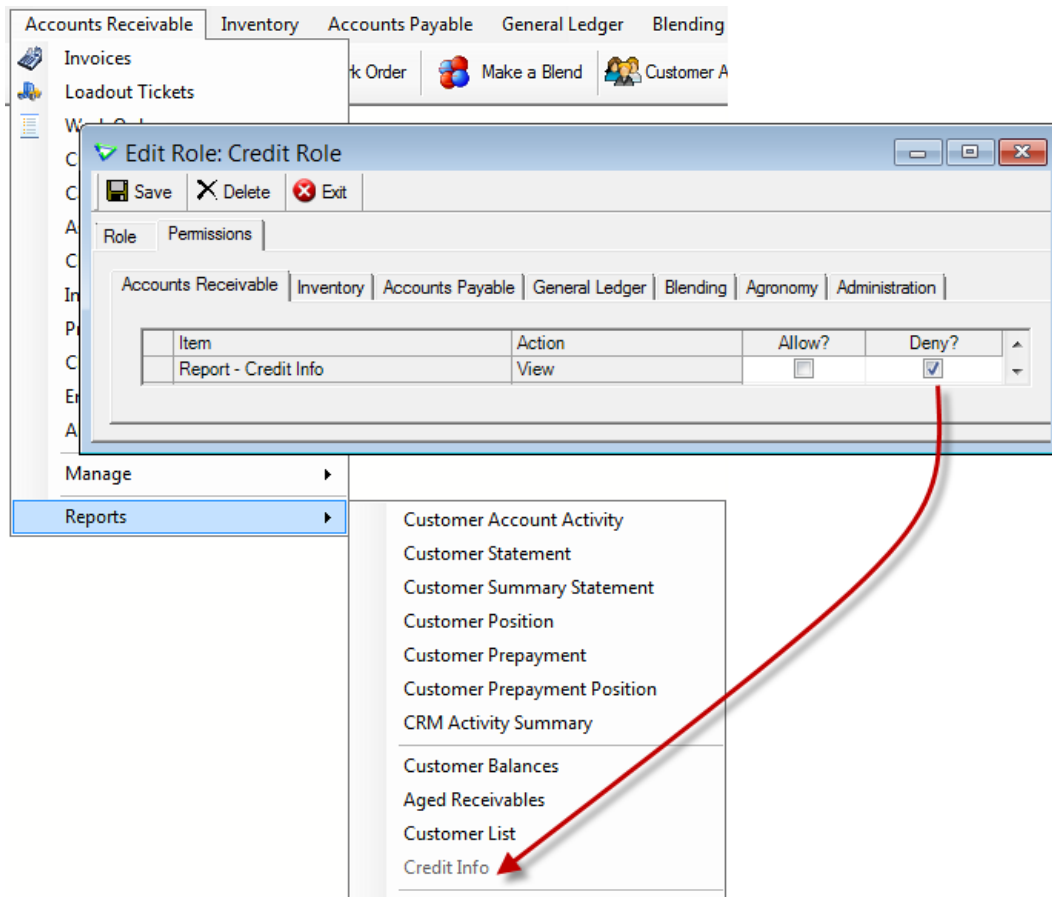 Accounts Receivable Inventory Accounts Payable General Ledger Blending
Invoices
rk Order Make a Blend Customer A
Loadout Tickets
Edit Role: Credit Role
Save Delete Exit
Role Permissions
Accounts Receivable Inventory Accounts Payable General Ledger Blending Agronomy Administration
Item Action Allow? Deny?
Report - Credit Info View
Manage
Reports
Customer Account Activity
Customer Statement
Customer Summary Statement
Customer Position
Customer Prepayment
Customer Prepayment Position
CRM Activity Summary
Customer Balances
Aged Receivables
Customer List
Credit Info